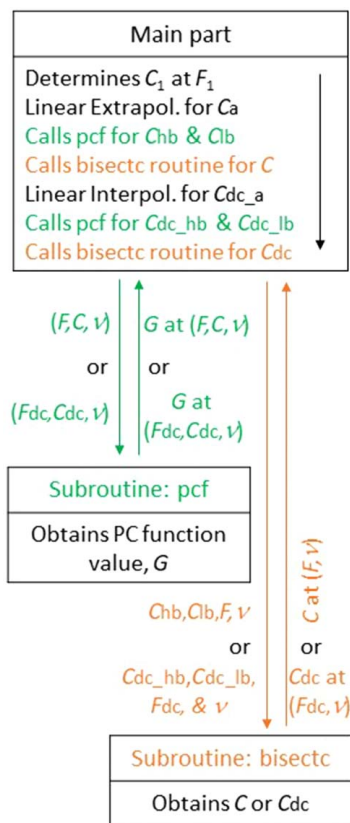 Main part
Determines C₁ at F₁
Linear Extrapol. for Ca
Calls pcf for Chb & Clb
Calls bisectc routine for C
Linear Interpol. for Cdc_a
Calls pcf for Cdc_hb & Cdc_lb
Calls bisectc routine for Cdc
(F,C, ν)
or
(Fdc,Cdc, ν)
G at (F,C, ν)
or
G at
(Fdc,Cdc, ν)
Subroutine: pcf
Obtains PC function
value, G
Chb,Clb,F, ν
or
Cdc_hb,Cdc_lb,
Fdc, & ν
C at (F, ν)
or
Cdc at
(Fdc, ν)
Subroutine: bisectc
Obtains C or Cdc